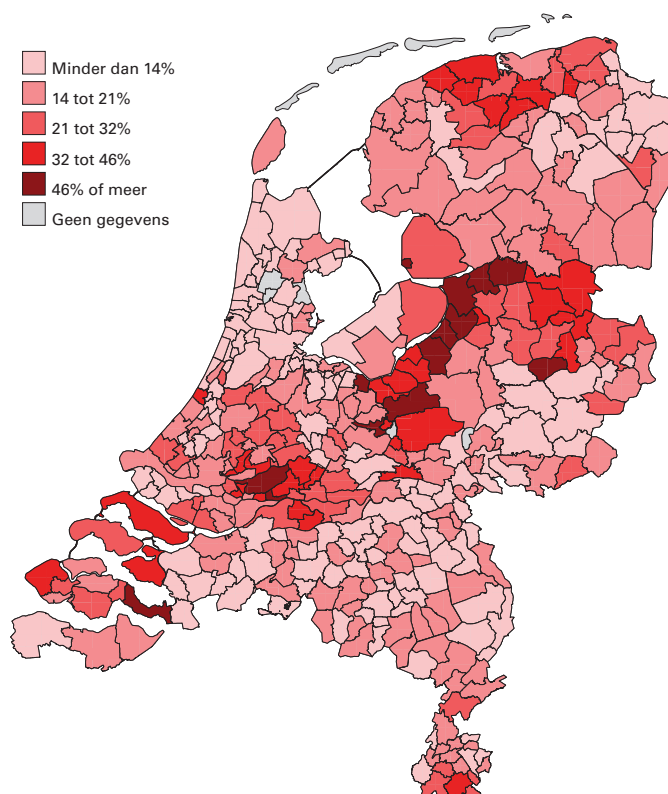 Minder dan 14%
14 tot 21%
21 tot 32%
32 tot 46%
46% of meer
Geen gegevens